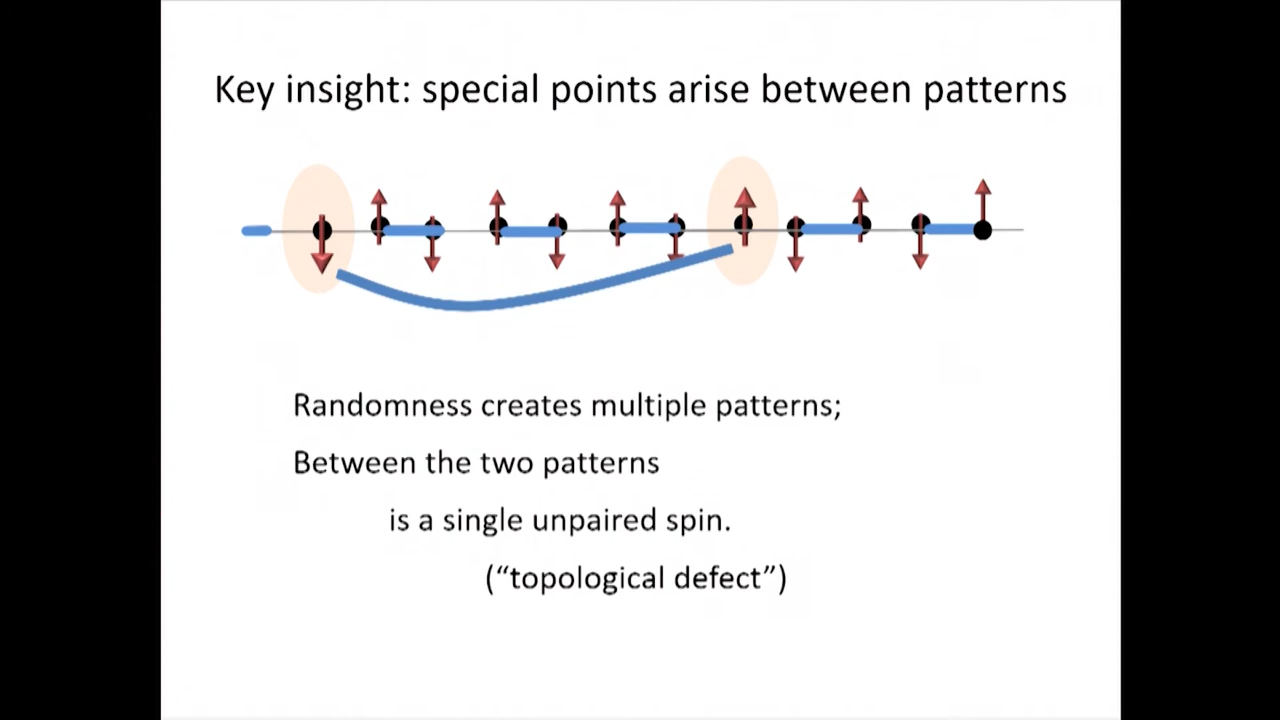 Key insight: special points arise between patterns
Randomness creates multiple patterns;
Between the two patterns
is a single unpaired spin.
(“topological defect”)